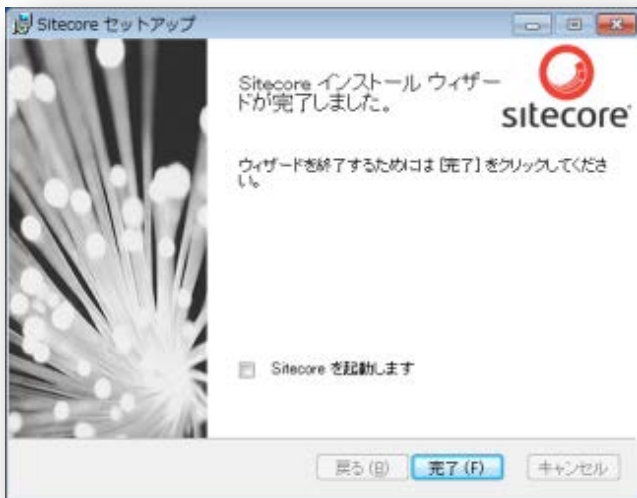 Sitecore セットアップ
Sitecore インストール ウィザー
ドが完了しました。
sitecore
ウィザードを終了するためには [完了] をクリックしてくださ
い。
Sitecore を起動します
戻る (B)
完了 (F)
キャンセル